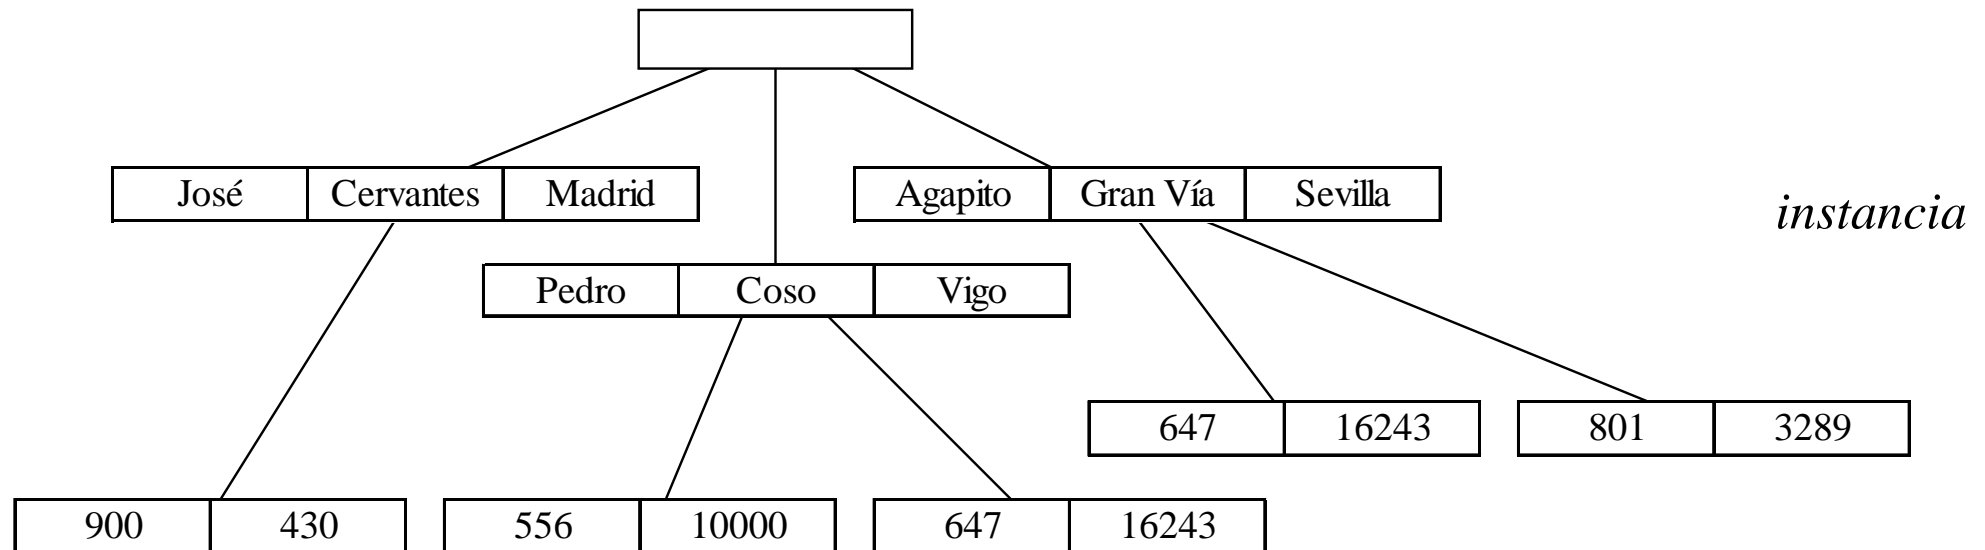 José Cervantes Madrid
Agapito Gran Vía Sevilla
instancia
Pedro Coso Vigo
647 16243
801 3289
900 430
556 10000
647 16243